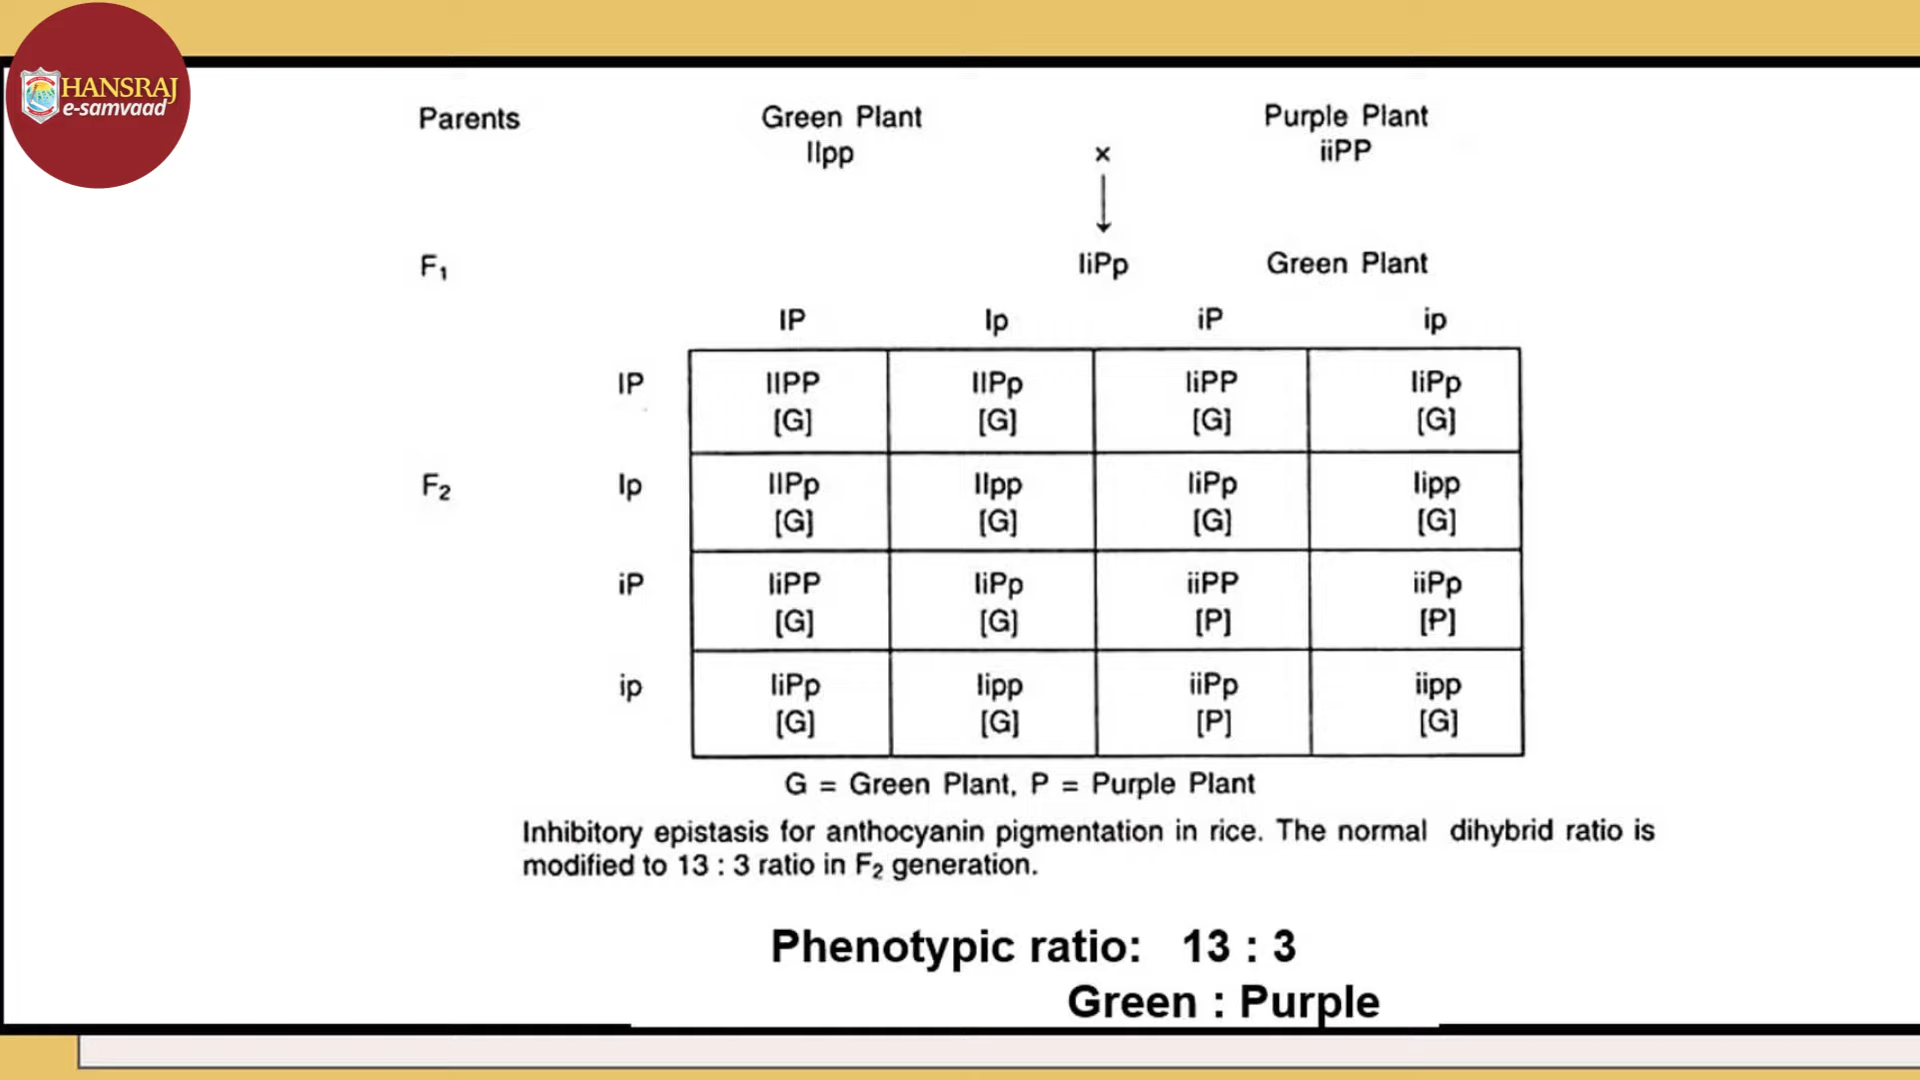 HANSRAJ
e-samvaad
Parents Green Plant Purple Plant
IIpp × iiPP
F₁ IiPp Green Plant
IP Ip iP ip
IP IIPP IIPp IiPP IiPp
[G] [G] [G] [G]
F₂ Ip IIPp IIpp IiPp Iipp
[G] [G] [G] [G]
iP IiPP IiPp iiPP iiPp
[G] [G] [P] [P]
ip IiPp Iipp iiPp iipp
[G] [G] [P] [G]
G = Green Plant, P = Purple Plant
Inhibitory epistasis for anthocyanin pigmentation in rice. The normal dihybrid ratio is
modified to 13 : 3 ratio in F₂ generation.
Phenotypic ratio: 13 : 3
Green : Purple